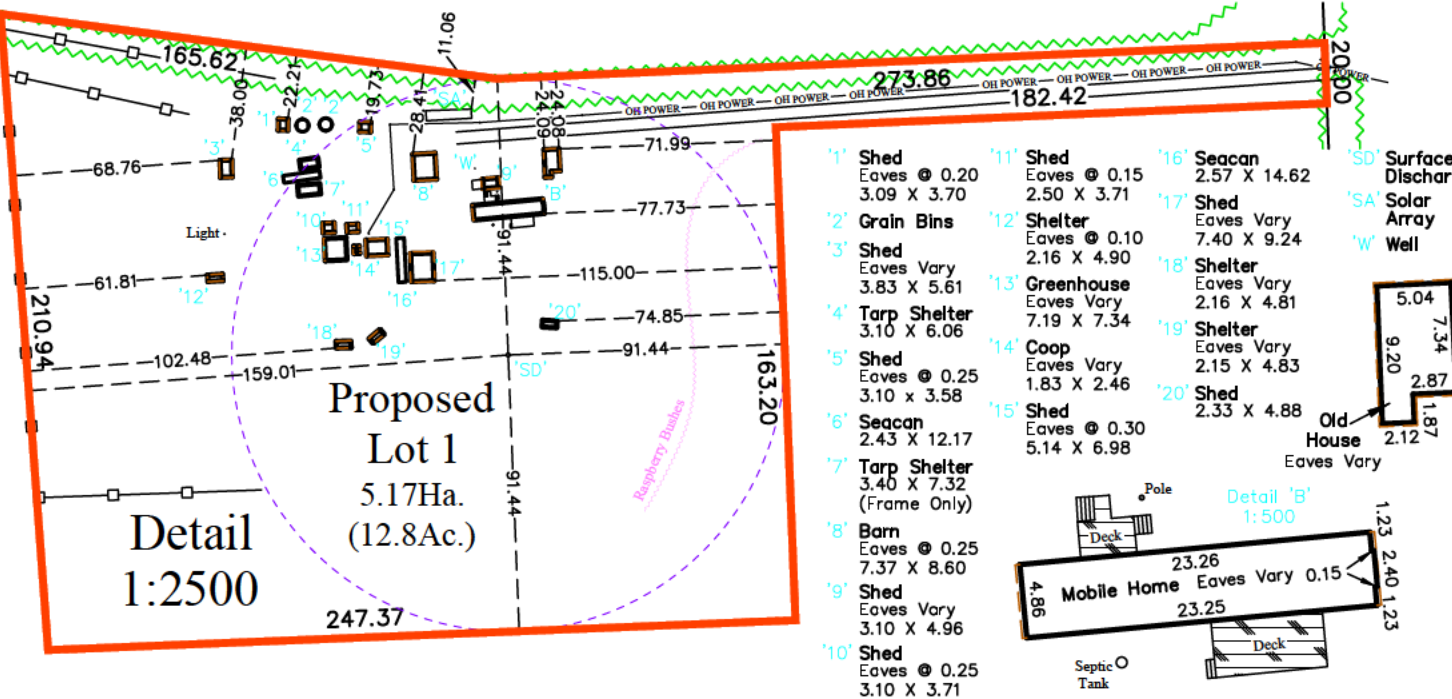 165.62
11.06
38.00
22.21
19.73
28.41
24.09
24.08
273.86
182.42
20.00
OH POWER
OH POWER
OH POWER
OH POWER
OH POWER
OH POWER
OH POWER
'1'
'2'
'2'
'3'
'4'
'5'
'6'
'7'
'8'
'9'
'SA'
'W'
'B'
68.76
71.99
77.73
Light
'10'
'11'
'13'
'14'
'15'
'16'
'17'
'12'
61.81
115.00
91.44
210.94
'18'
'19'
'20'
74.85
102.48
159.01
91.44
'SD'
163.20
Proposed
Lot 1
5.17Ha.
(12.8Ac.)
91.44
Raspberry Bushes
Detail
1:2500
247.37
'1' Shed
Eaves @ 0.20
3.09 X 3.70
'2' Grain Bins
'3' Shed
Eaves Vary
3.83 X 5.61
'4' Tarp Shelter
3.10 X 6.06
'5' Shed
Eaves @ 0.25
3.10 x 3.58
'6' Seacan
2.43 X 12.17
'7' Tarp Shelter
3.40 X 7.32
(Frame Only)
'8' Barn
Eaves @ 0.25
7.37 X 8.60
'9' Shed
Eaves Vary
3.10 X 4.96
'10' Shed
Eaves @ 0.25
3.10 X 3.71
'11' Shed
Eaves @ 0.15
2.50 X 3.71
'12' Shelter
Eaves @ 0.10
2.16 X 4.90
'13' Greenhouse
Eaves Vary
7.19 X 7.34
'14' Coop
Eaves Vary
1.83 X 2.46
'15' Shed
Eaves @ 0.30
5.14 X 6.98
'16' Seacan
2.57 X 14.62
'17' Shed
Eaves Vary
7.40 X 9.24
'18' Shelter
Eaves Vary
2.16 X 4.81
'19' Shelter
Eaves Vary
2.15 X 4.83
'20' Shed
2.33 X 4.88
'SD' Surface
Dischar
'SA' Solar
Array
'W' Well
5.04
7.34
9.20
2.87
1.87
2.12
Old
House
Eaves Vary
Detail 'B'
1:500
Pole
Deck
23.26
Mobile Home Eaves Vary 0.15
23.25
4.86
1.23
2.40
1.23
Deck
Septic
Tank